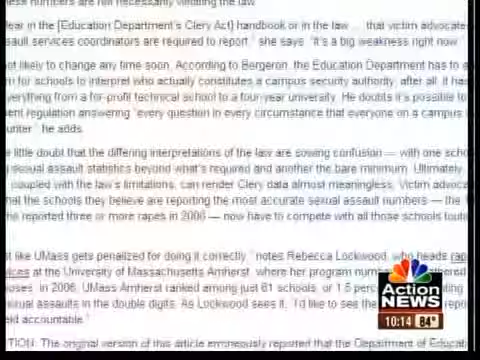 these numbers are not necessarily violating the law.
lear in the [Education Department's Clery Act] handbook or in the law ... that victim advocate
sault services coordinators are required to report," she says. "It's a big weakness right now."
not likely to change any time soon. According to Bergeron, the Education Department has to a
m for schools to interpret who actually constitutes a campus security authority; after all, it ha
verything from a for-profit technical school to a four-year university. He doubts it's possible to
ent regulation answering "every question in every circumstance that everyone on a campus
unter," he adds.
little doubt that the differing interpretations of the law are sowing confusion — with one scho
g sexual assault statistics beyond what's required and another the bare minimum. Ultimately,
coupled with the law's limitations, can render Clery data almost meaningless. Victim advoca
hat the schools they believe are reporting the most accurate sexual assault numbers — the
he reported three or more rapes in 2006 — now have to compete with all those schools touti
st like UMass gets penalized for doing it correctly," notes Rebecca Lockwood, who heads rap
vices at the University of Massachusetts Amherst, where her program
oses. In 2006, UMass Amherst ranked among just 61 schools, or 1.5 perc
exual assaults in the double digits. As Lockwood sees it, "I'd like to see the
ld accountable."
TION: The original version of this article erroneously reported that the Department of Educati
Action
NEWS
10:14 84°